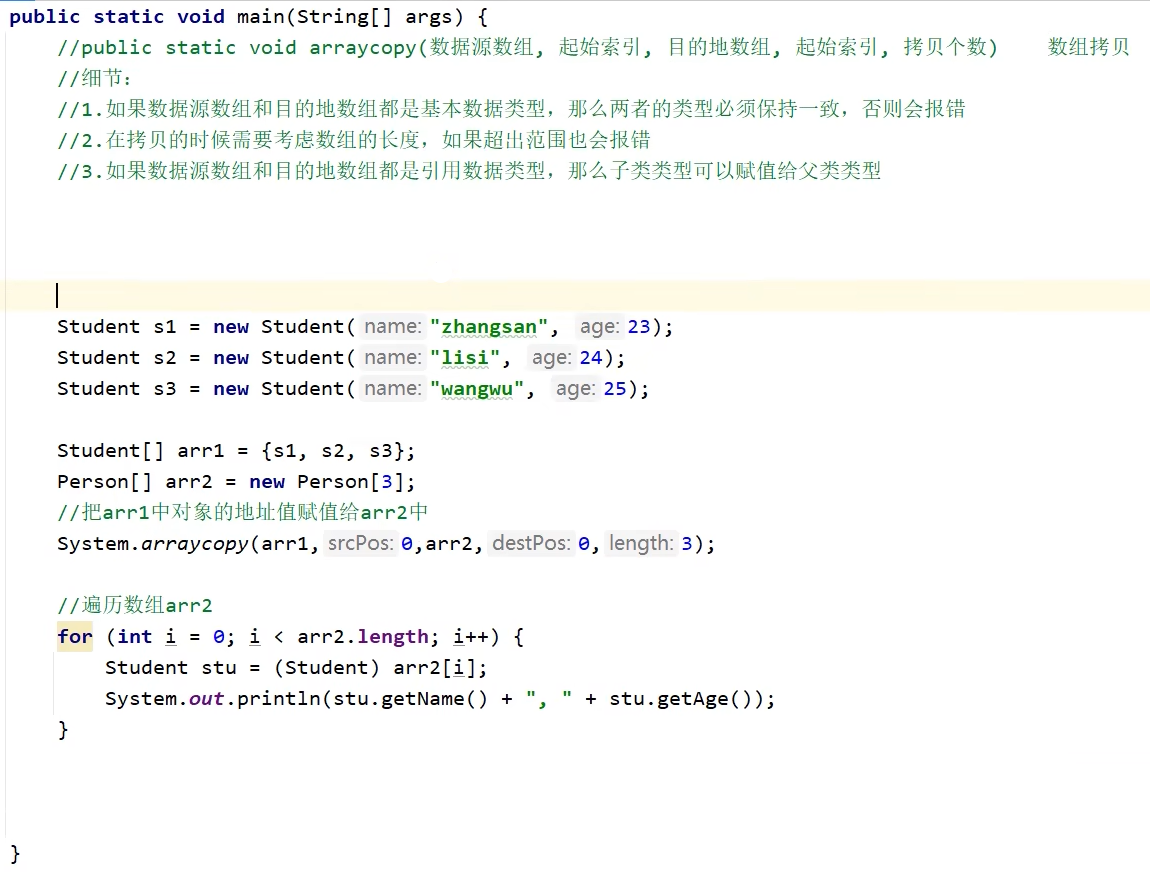 public static void main(String[] args) {
//public static void arraycopy(数据源数组, 起始索引, 目的地数组, 起始索引, 拷贝个数) 数组拷贝
//细节:
//1.如果数据源数组和目的地数组都是基本数据类型，那么两者的类型必须保持一致，否则会报错
//2.在拷贝的时候需要考虑数组的长度，如果超出范围也会报错
//3.如果数据源数组和目的地数组都是引用数据类型，那么子类类型可以赋值给父类类型
Student s1 = new Student( name: "zhangsan", age: 23);
Student s2 = new Student( name: "lisi", age: 24);
Student s3 = new Student( name: "wangwu", age: 25);
Student[] arr1 = {s1, s2, s3};
Person[] arr2 = new Person[3];
//把arr1中对象的地址值赋值给arr2中
System.arraycopy(arr1, srcPos: 0,arr2, destPos: 0, length: 3);
//遍历数组arr2
for (int i = 0; i < arr2.length; i++) {
Student stu = (Student) arr2[i];
System.out.println(stu.getName() + ", " + stu.getAge());
}
}